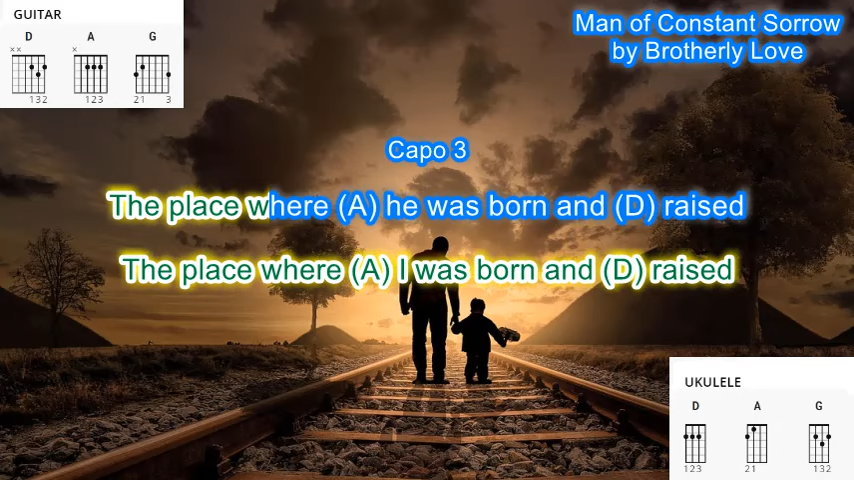 GUITAR
D A G
×× ×
132 123 21 3
Man of Constant Sorrow
by Brotherly Love
Capo 3
The place where (A) he was born and (D) raised
The place where (A) I was born and (D) raised
UKULELE
D A G
123 21 132